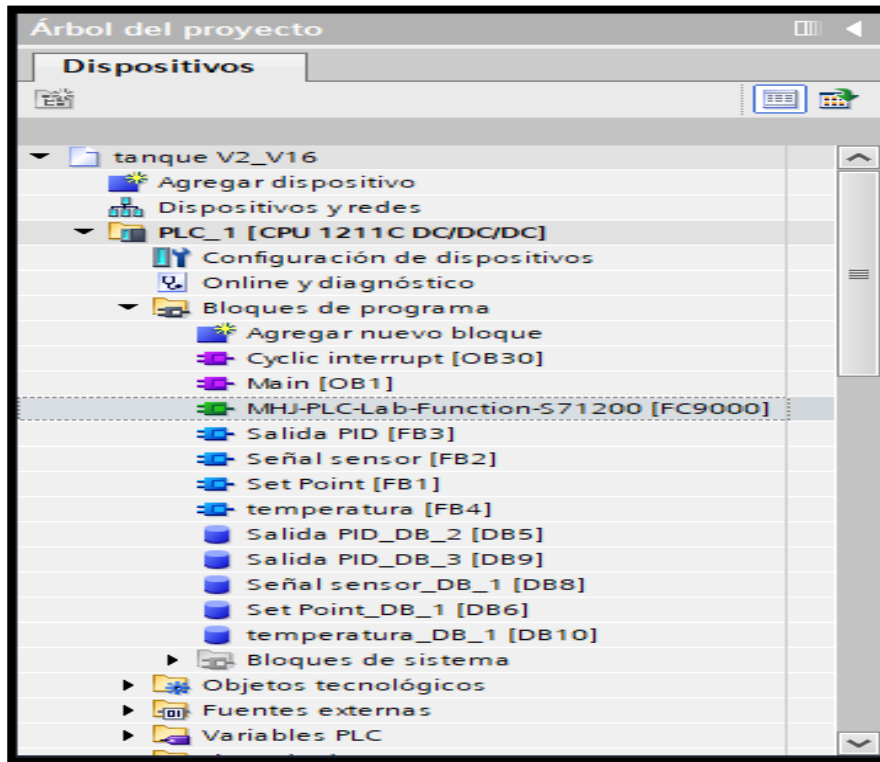 Árbol del proyecto
Dispositivos
tanque V2_V16
Agregar dispositivo
Dispositivos y redes
PLC_1 [CPU 1211C DC/DC/DC]
Configuración de dispositivos
Online y diagnóstico
Bloques de programa
Agregar nuevo bloque
Cyclic interrupt [OB30]
Main [OB1]
MHJ-PLC-Lab-Function-S71200 [FC9000]
Salida PID [FB3]
Señal sensor [FB2]
Set Point [FB1]
temperatura [FB4]
Salida PID_DB_2 [DB5]
Salida PID_DB_3 [DB9]
Señal sensor_DB_1 [DB8]
Set Point_DB_1 [DB6]
temperatura_DB_1 [DB10]
Bloques de sistema
Objetos tecnológicos
Fuentes externas
Variables PLC